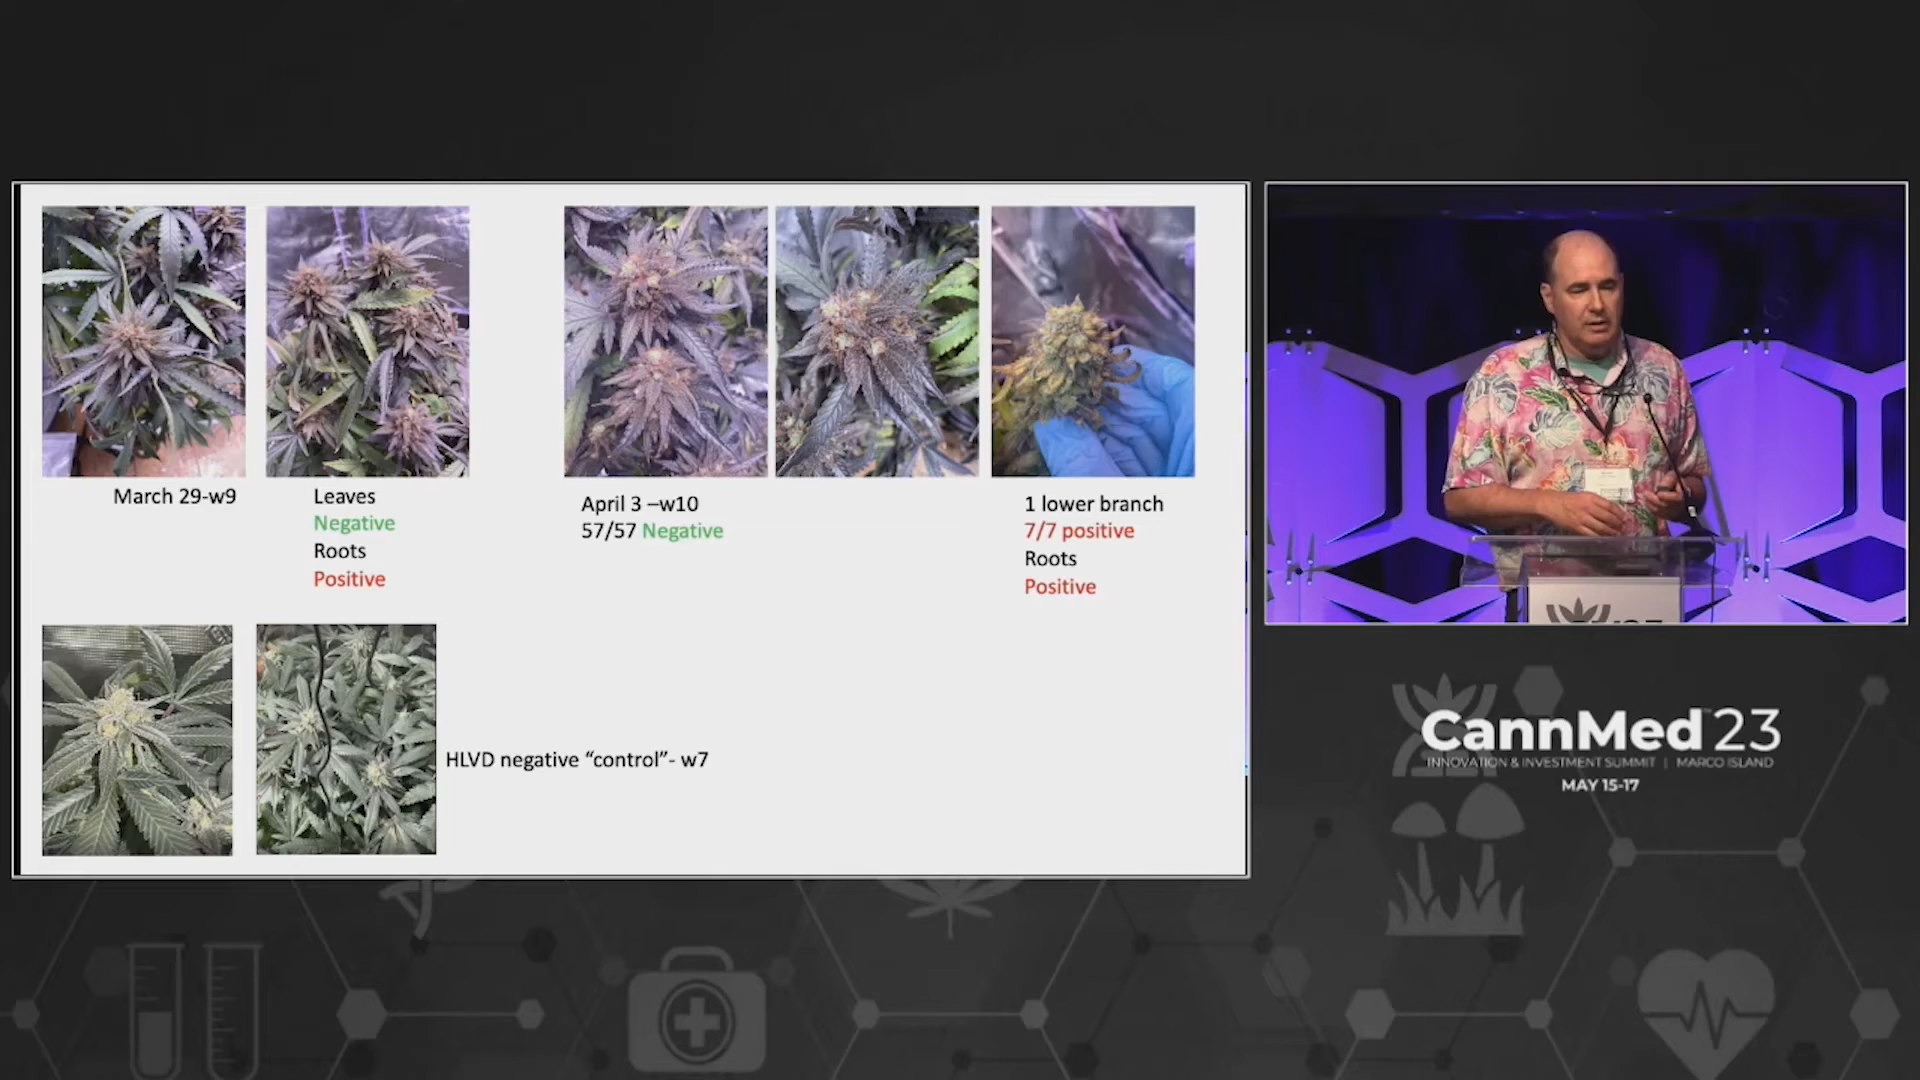 March 29-w9
Leaves
Negative
Roots
Positive
April 3 –w10
57/57 Negative
1 lower branch
7/7 positive
Roots
Positive
HLVD negative “control”- w7
CannMed 23
INNOVATION & INVESTMENT SUMMIT | MARCO ISLAND
MAY 15-17